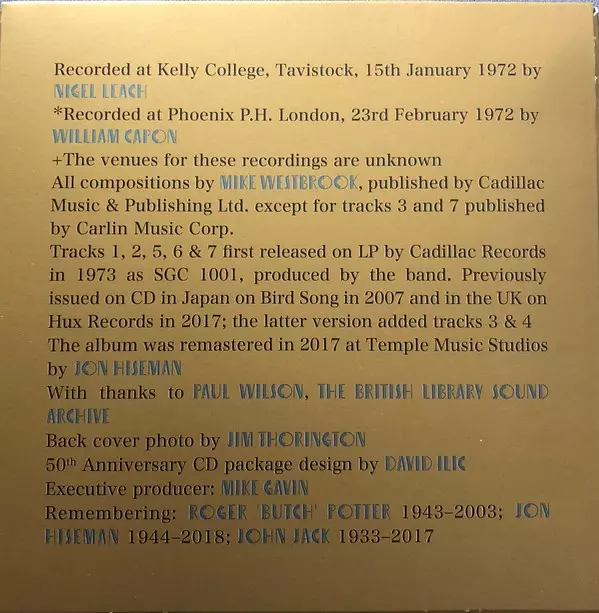 Recorded at Kelly College, Tavistock, 15th January 1972 by
NIGEL LEACH
*Recorded at Phoenix P.H. London, 23rd February 1972 by
WILLIAM CAPON
+The venues for these recordings are unknown
All compositions by MIKE WESTBROOK, published by Cadillac
Music & Publishing Ltd. except for tracks 3 and 7 published
by Carlin Music Corp.
Tracks 1, 2, 5, 6 & 7 first released on LP by Cadillac Records
in 1973 as SGC 1001, produced by the band. Previously
issued on CD in Japan on Bird Song in 2007 and in the UK on
Hux Records in 2017; the latter version added tracks 3 & 4
The album was remastered in 2017 at Temple Music Studios
by JON HISEMAN
With thanks to PAUL WILSON, THE BRITISH LIBRARY SOUND
ARCHIVE
Back cover photo by JIM THORINGTON
50th Anniversary CD package design by DAVID ILIC
Executive producer: MIKE GAVIN
Remembering: ROGER 'BUTCH' POTTER 1943–2003; JON
HISEMAN 1944–2018; JOHN JACK 1933–2017